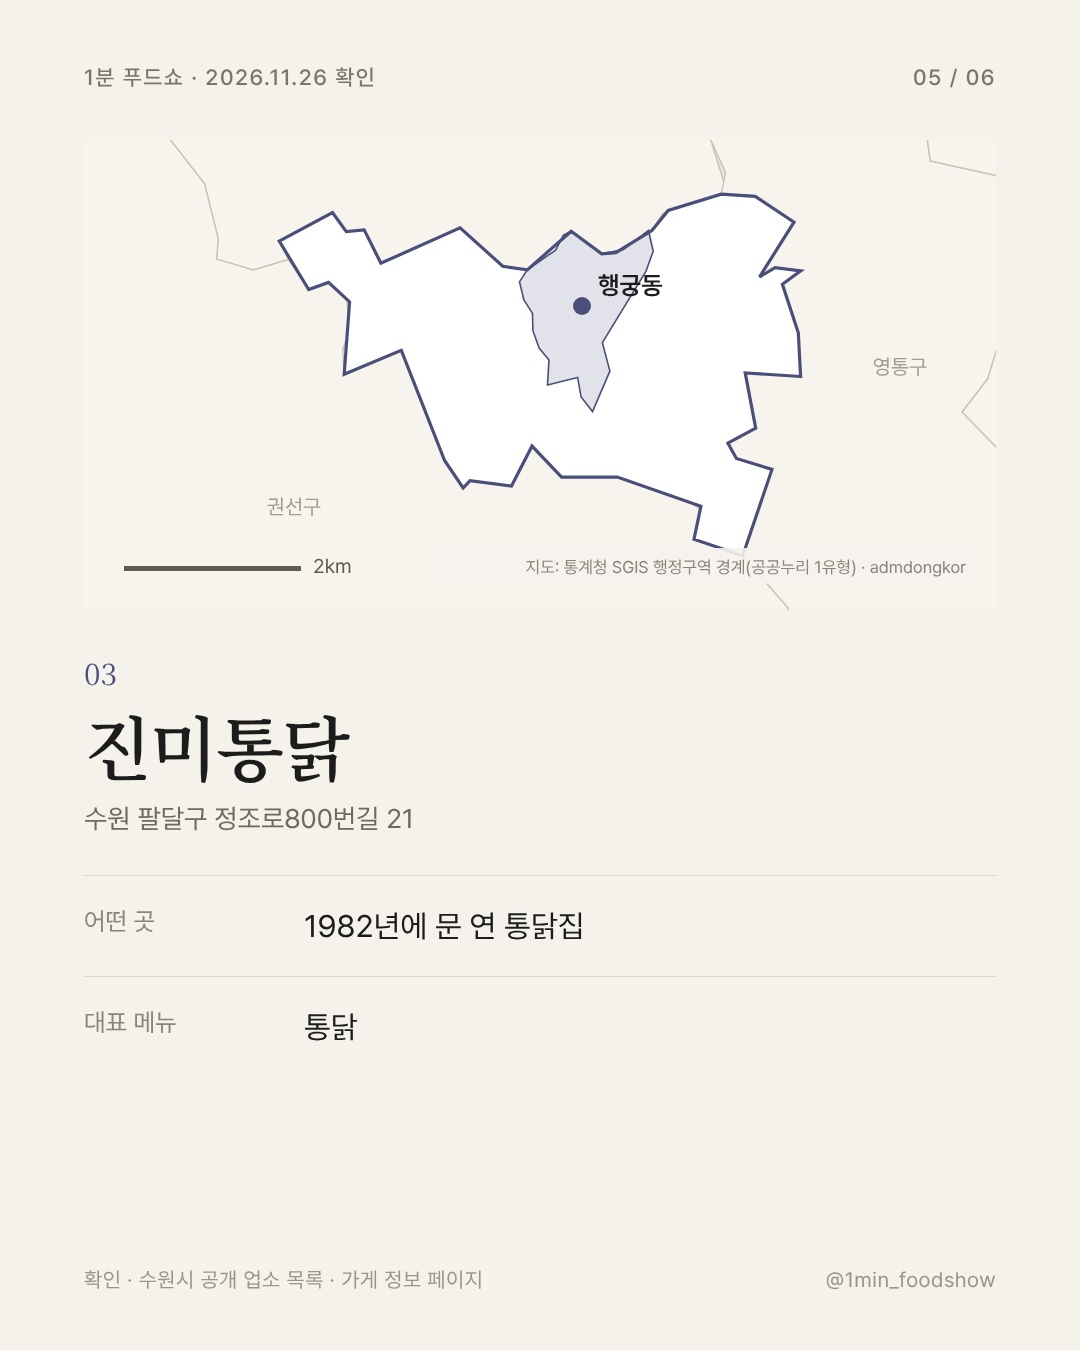 1분 푸드쇼 · 2026.11.26 확인
05 / 06
행궁동
영통구
권선구
2km
지도: 통계청 SGIS 행정구역 경계(공공누리 1유형) · admdongkor
03
진미통닭
수원 팔달구 정조로800번길 21
어떤 곳
1982년에 문 연 통닭집
대표 메뉴
통닭
확인 · 수원시 공개 업소 목록 · 가게 정보 페이지
@1min_foodshow